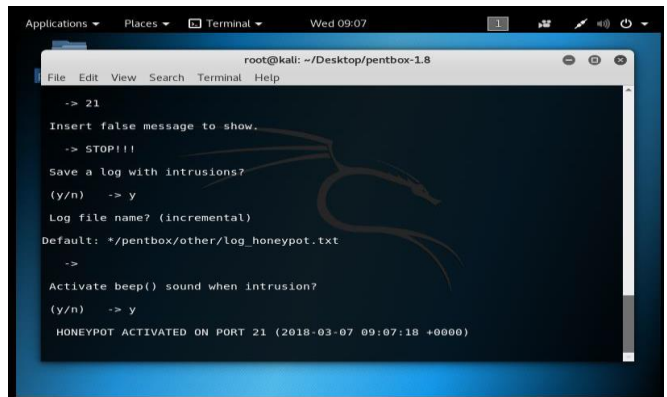 Applications Places Terminal Wed 09:07 1
root@kali: ~/Desktop/pentbox-1.8
File Edit View Search Terminal Help
-> 21
Insert false message to show.
-> STOP!!!
Save a log with intrusions?
(y/n) -> y
Log file name? (incremental)
Default: */pentbox/other/log_honeypot.txt
->
Activate beep() sound when intrusion?
(y/n) -> y
HONEYPOT ACTIVATED ON PORT 21 (2018-03-07 09:07:18 +0000)